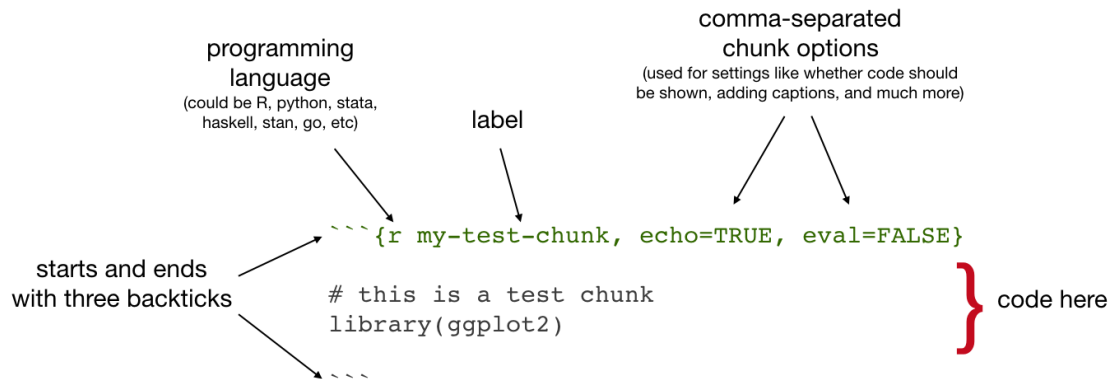 programming
language
(could be R, python, stata,
haskell, stan, go, etc)
label
comma-separated
chunk options
(used for settings like whether code should
be shown, adding captions, and much more)
```{r my-test-chunk, echo=TRUE, eval=FALSE}
starts and ends
with three backticks
# this is a test chunk
library(ggplot2)
} code here
```